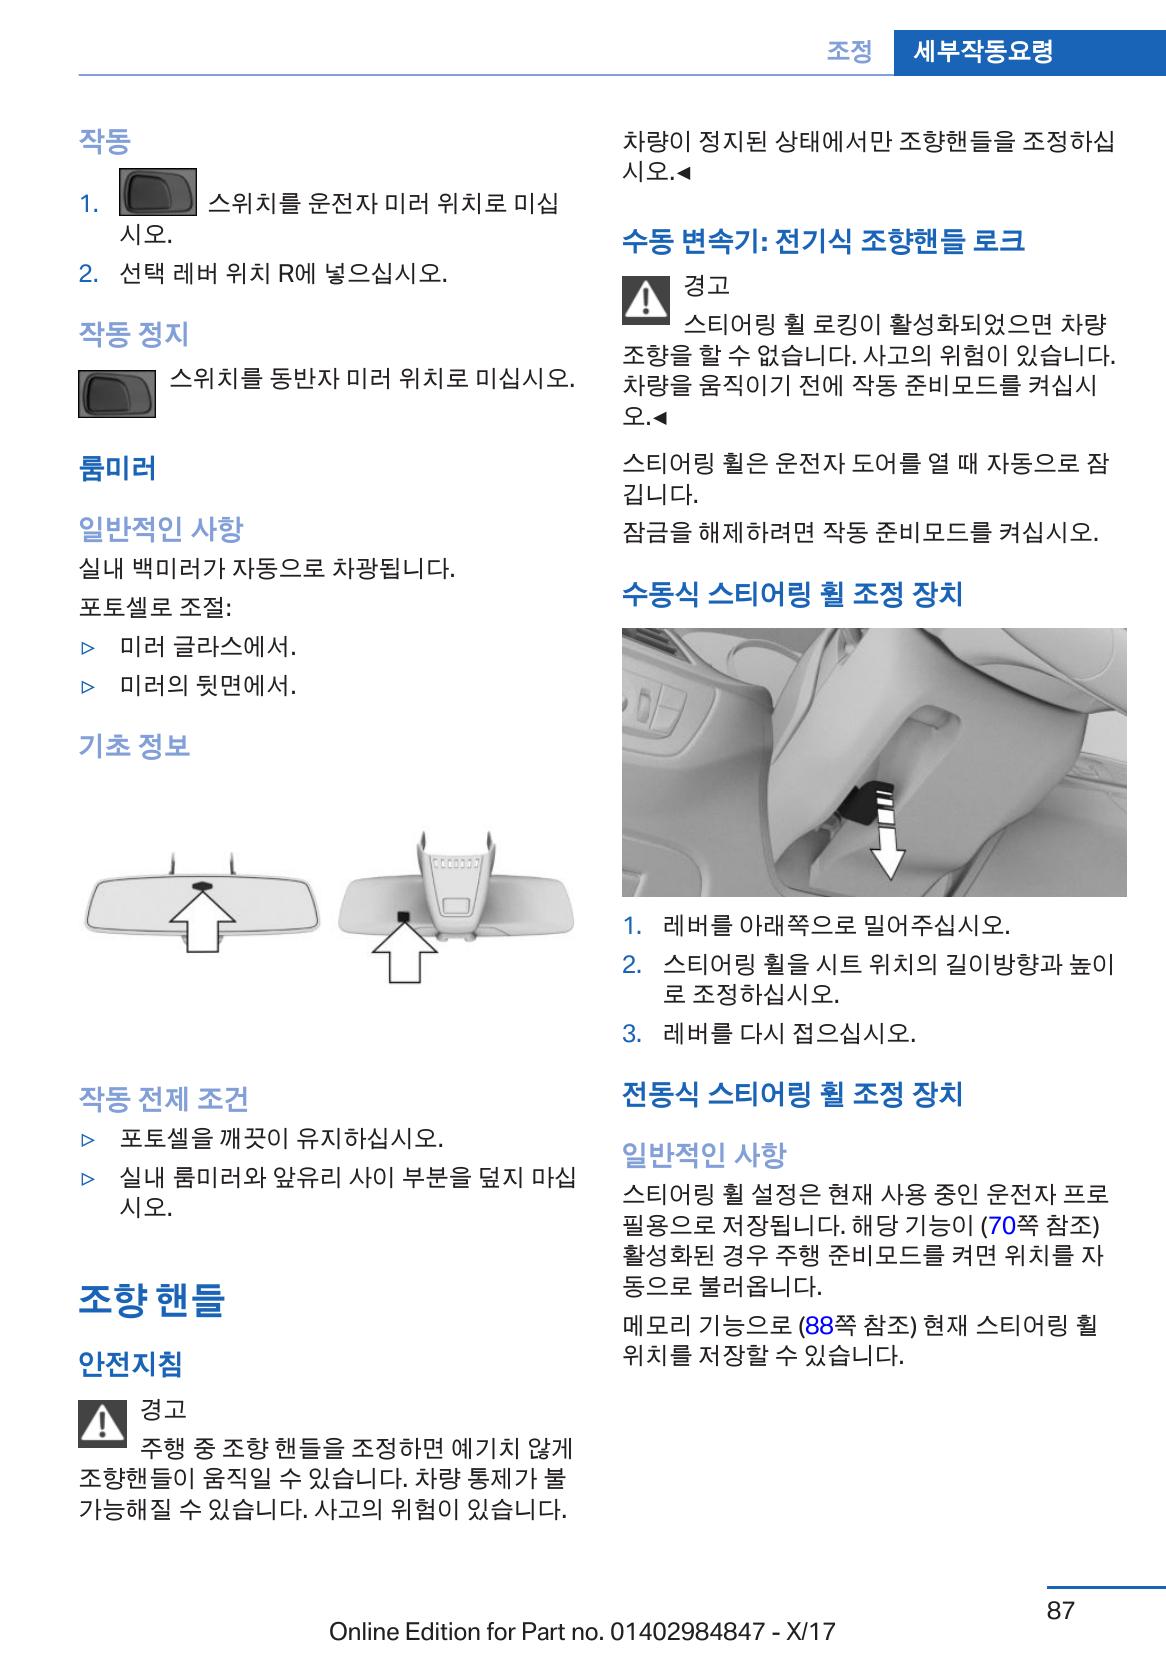 조정 세부작동요령
작동
1. 스위치를 운전자 미러 위치로 미십
시오.
2. 선택 레버 위치 R에 넣으십시오.
작동 정지
스위치를 동반자 미러 위치로 미십시오.
룸미러
일반적인 사항
실내 백미러가 자동으로 차광됩니다.
포토셀로 조절:
▷ 미러 글라스에서.
▷ 미러의 뒷면에서.
기초 정보
작동 전제 조건
▷ 포토셀을 깨끗이 유지하십시오.
▷ 실내 룸미러와 앞유리 사이 부분을 덮지 마십
시오.
조향 핸들
안전지침
경고
주행 중 조향 핸들을 조정하면 예기치 않게
조향핸들이 움직일 수 있습니다. 차량 통제가 불
가능해질 수 있습니다. 사고의 위험이 있습니다.
차량이 정지된 상태에서만 조향핸들을 조정하십
시오.◄
수동 변속기: 전기식 조향핸들 로크
경고
스티어링 휠 로킹이 활성화되었으면 차량
조향을 할 수 없습니다. 사고의 위험이 있습니다.
차량을 움직이기 전에 작동 준비모드를 켜십시
오.◄
스티어링 휠은 운전자 도어를 열 때 자동으로 잠
깁니다.
잠금을 해제하려면 작동 준비모드를 켜십시오.
수동식 스티어링 휠 조정 장치
1. 레버를 아래쪽으로 밀어주십시오.
2. 스티어링 휠을 시트 위치의 길이방향과 높이
로 조정하십시오.
3. 레버를 다시 접으십시오.
전동식 스티어링 휠 조정 장치
일반적인 사항
스티어링 휠 설정은 현재 사용 중인 운전자 프로
필용으로 저장됩니다. 해당 기능이 (70쪽 참조)
활성화된 경우 주행 준비모드를 켜면 위치를 자
동으로 불러옵니다.
메모리 기능으로 (88쪽 참조) 현재 스티어링 휠
위치를 저장할 수 있습니다.
87
Online Edition for Part no. 01402984847 - X/17